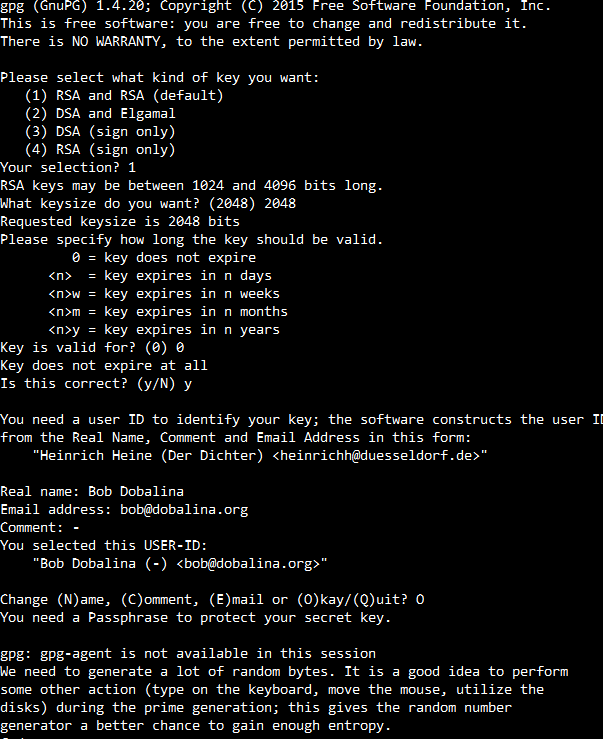 gpg (GnuPG) 1.4.20; Copyright (C) 2015 Free Software Foundation, Inc.
This is free software: you are free to change and redistribute it.
There is NO WARRANTY, to the extent permitted by law.

Please select what kind of key you want:
   (1) RSA and RSA (default)
   (2) DSA and Elgamal
   (3) DSA (sign only)
   (4) RSA (sign only)
Your selection? 1
RSA keys may be between 1024 and 4096 bits long.
What keysize do you want? (2048) 2048
Requested keysize is 2048 bits
Please specify how long the key should be valid.
         0 = key does not expire
      <n>  = key expires in n days
      <n>w = key expires in n weeks
      <n>m = key expires in n months
      <n>y = key expires in n years
Key is valid for? (0) 0
Key does not expire at all
Is this correct? (y/N) y

You need a user ID to identify your key; the software constructs the user ID
from the Real Name, Comment and Email Address in this form:
    "Heinrich Heine (Der Dichter) <heinrichh@duesseldorf.de>"

Real name: Bob Dobalina
Email address: bob@dobalina.org
Comment: -
You selected this USER-ID:
    "Bob Dobalina (-) <bob@dobalina.org>"

Change (N)ame, (C)omment, (E)mail or (O)kay/(Q)uit? O
You need a Passphrase to protect your secret key.

gpg: gpg-agent is not available in this session
We need to generate a lot of random bytes. It is a good idea to perform
some other action (type on the keyboard, move the mouse, utilize the
disks) during the prime generation; this gives the random number
generator a better chance to gain enough entropy.